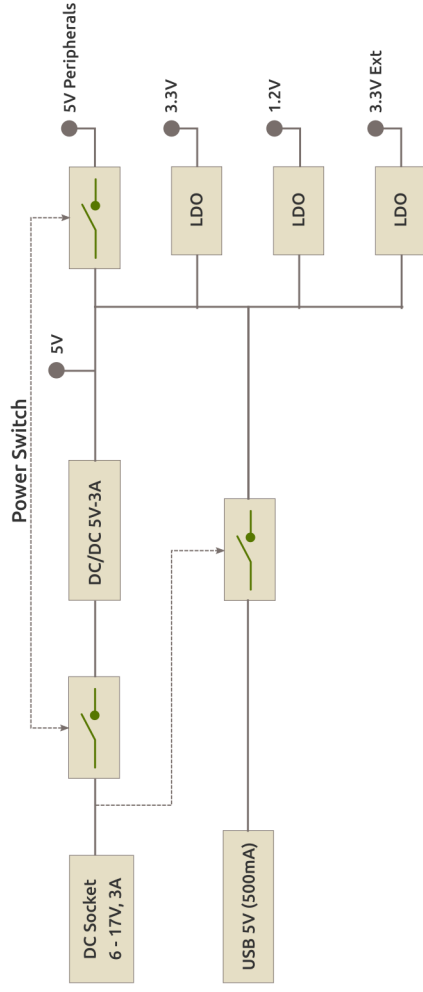 Power Switch
DC Socket
6 - 17V, 3A
DC/DC 5V-3A
5V
5V Peripherals
USB 5V (500mA)
LDO
3.3V
LDO
1.2V
LDO
3.3V Ext